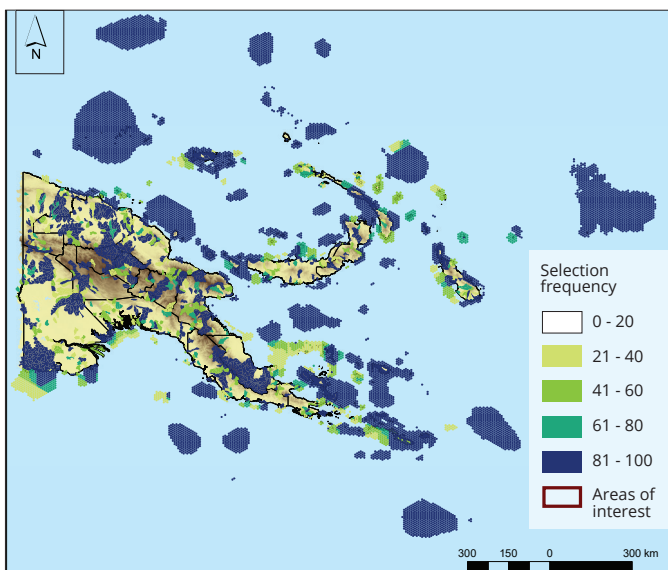 N
Selection
frequency
0 - 20
21 - 40
41 - 60
61 - 80
81 - 100
Areas of
interest
300 150 0 300 km